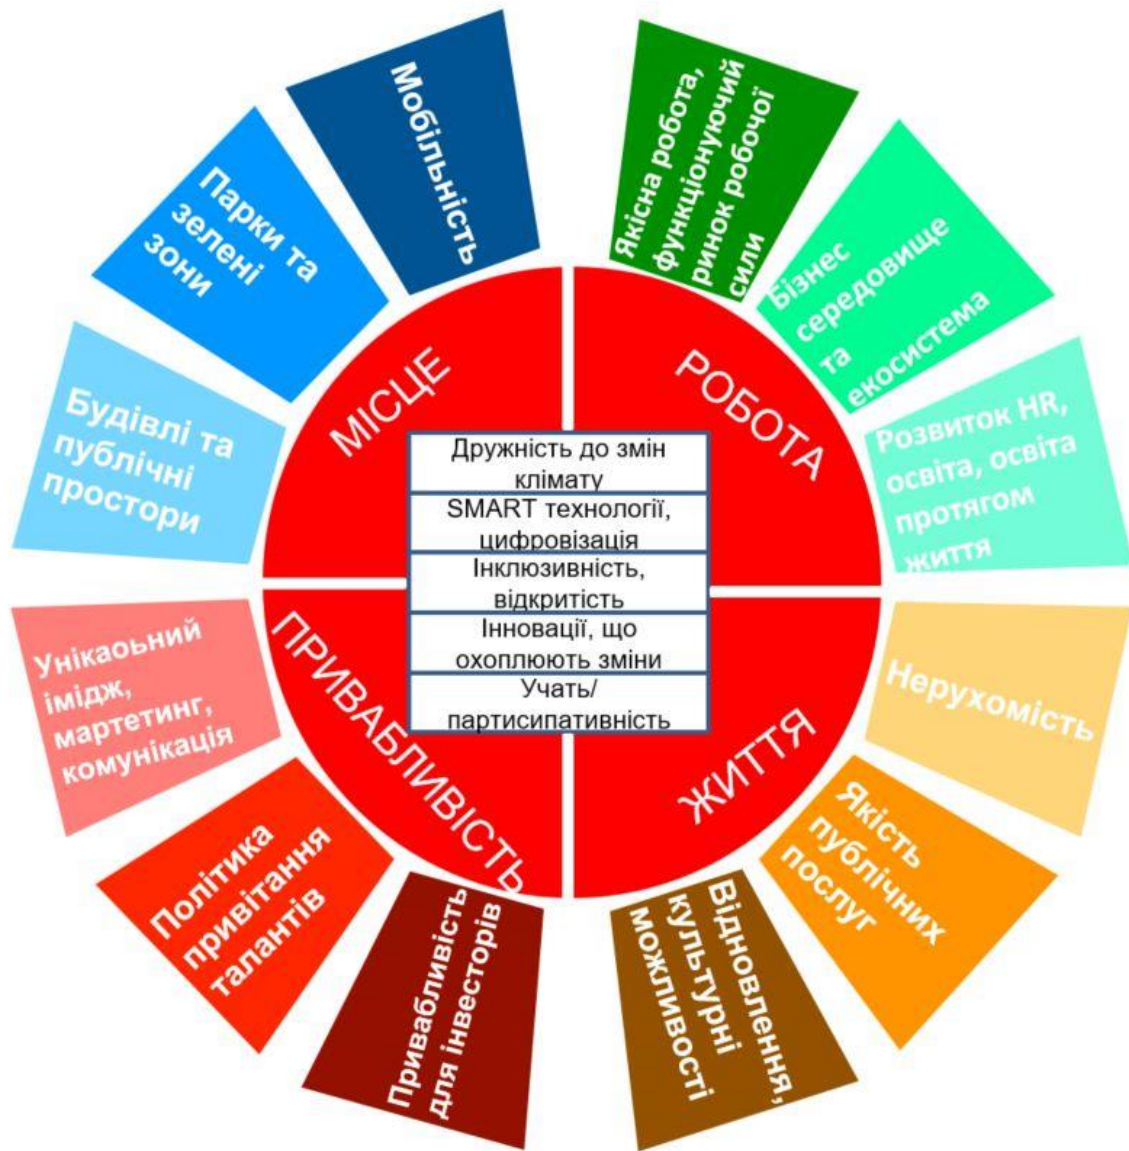 Мобільність
Якісна робота,
функціонуючий
ринок робочої
сили
Парки та
зелені
зони
Бізнес
середовище
та
екосистема
Будівлі та
публічні
простори
Розвиток HR,
освіта, освіта
протягом
життя
МІСЦЕ
РОБОТА
Дружність до змін
клімату
SMART технології,
цифровізація
Інклюзивність,
відкритість
Інновації, що
охоплюють зміни
Учать/
партисипативність
ПРИВАБЛИВІСТЬ
ЖИТТЯ
Унікаоьний
імідж,
мартетинг,
комунікація
Нерухомість
Політика
привітання
талантів
Якість
публічних
послуг
Привабливість
для інвесторів
Відновлення,
культурні
можливості